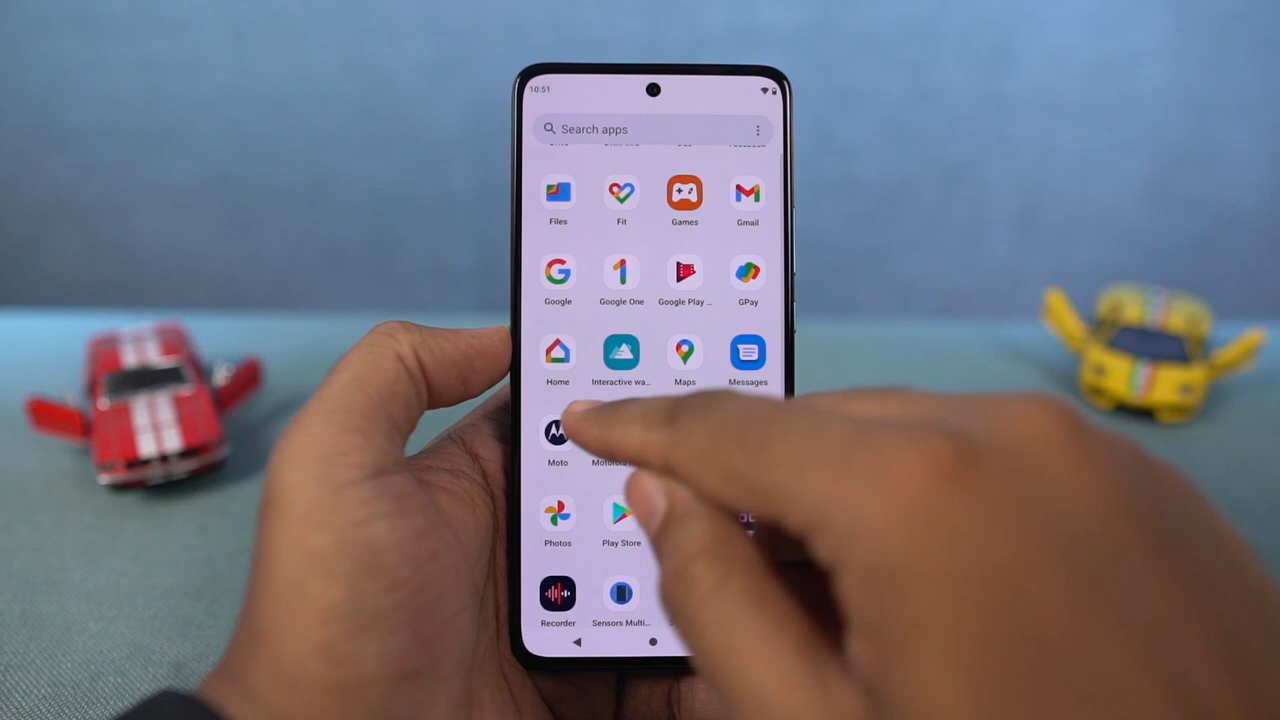 10:51
Search apps
Files Fit Games Gmail
Google Google One Google Play ... GPay
Home Interactive wa... Maps Messages
Moto
Photos Play Store
Recorder Sensors Multi...